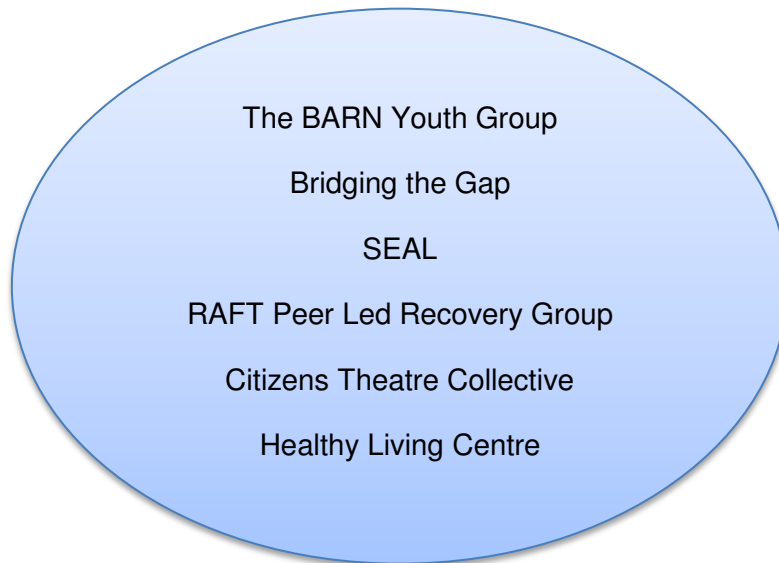 The BARN Youth Group
Bridging the Gap
SEAL
RAFT Peer Led Recovery Group
Citizens Theatre Collective
Healthy Living Centre